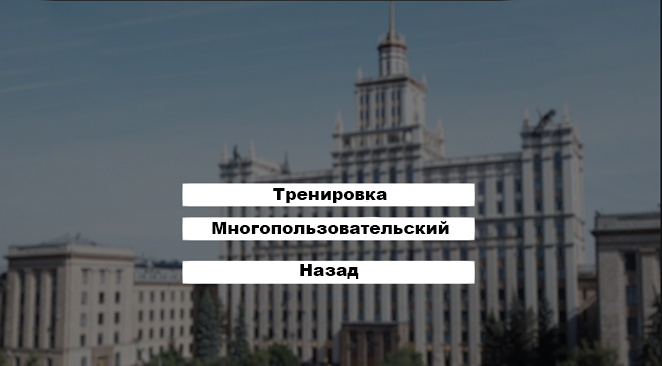 Тренировка
Многопользовательский
Назад